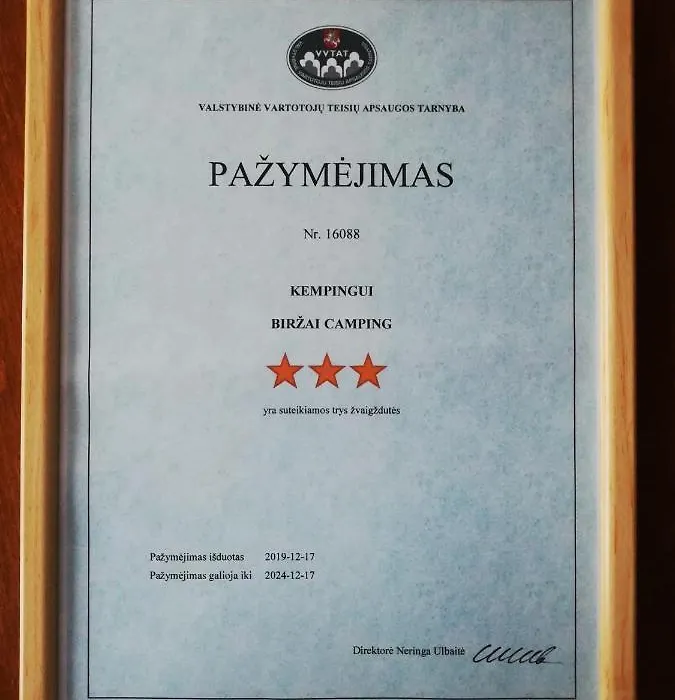 VVTAT
VALSTYBINĖ VARTOTOJŲ TEISIŲ APSAUGOS TARNYBA
PAŽYMĖJIMAS
Nr. 16088
KEMPINGUI
BIRŽAI CAMPING
yra suteikiamos trys žvaigždutės
Pažymėjimas išduotas 2019-12-17
Pažymėjimas galioja iki 2024-12-17
Direktorė Neringa Ulbaitė